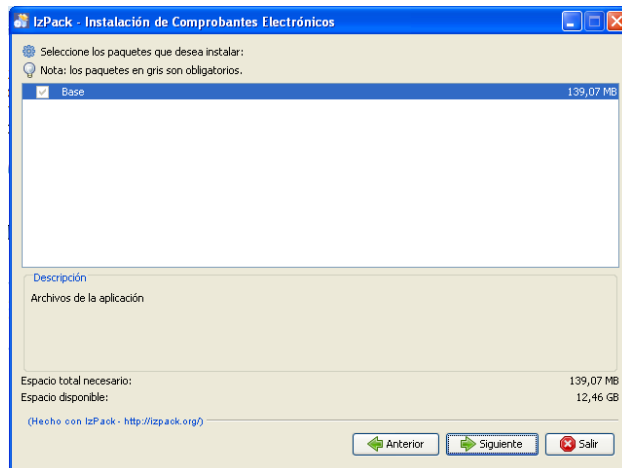 IzPack - Instalación de Comprobantes Electrónicos
Seleccione los paquetes que desea instalar:
Nota: los paquetes en gris son obligatorios.
Base 139,07 MB
Descripción
Archivos de la aplicación
Espacio total necesario: 139,07 MB
Espacio disponible: 12,46 GB
(Hecho con IzPack - http://izpack.org/)
Anterior Siguiente Salir